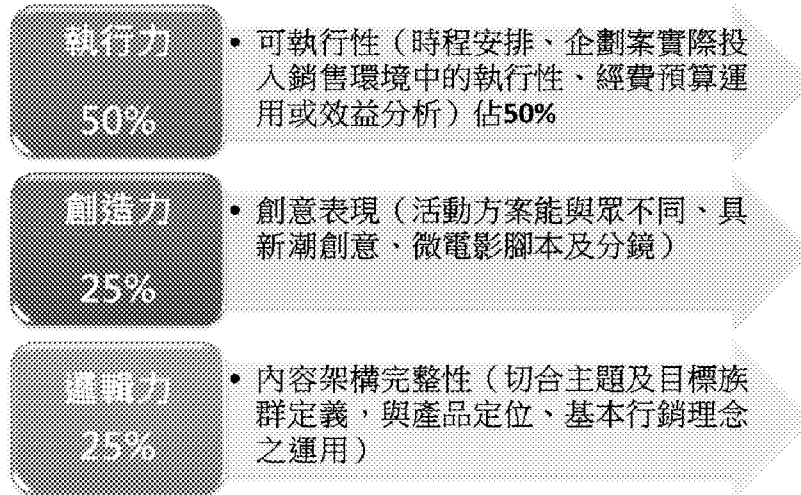 執行力
50%
• 可執行性（時程安排、企劃案實際投
入銷售環境中的執行性、經費預算運
用或效益分析）佔50%
創造力
25%
• 創意表現（活動方案能與眾不同、具
新潮創意、微電影腳本及分鏡）
邏輯力
25%
• 內容架構完整性（切合主題及目標族
群定義，與產品定位、基本行銷理念
之運用）